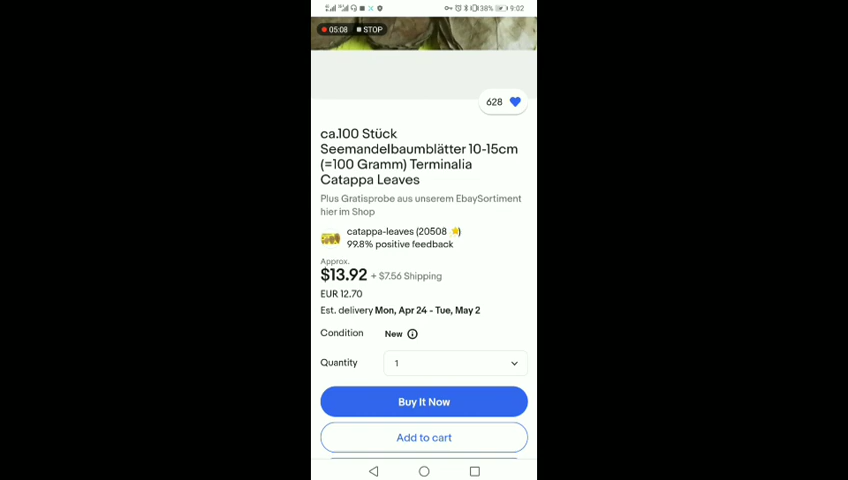 38% 9:02
05:08 STOP
628
ca.100 Stück
Seemandelbaumblätter 10-15cm
(=100 Gramm) Terminalia
Catappa Leaves
Plus Gratisprobe aus unserem EbaySortiment
hier im Shop
catappa-leaves (20508 )
99.8% positive feedback
Approx.
$13.92 + $7.56 Shipping
EUR 12.70
Est. delivery Mon, Apr 24 - Tue, May 2
Condition New
Quantity 1
Buy It Now
Add to cart